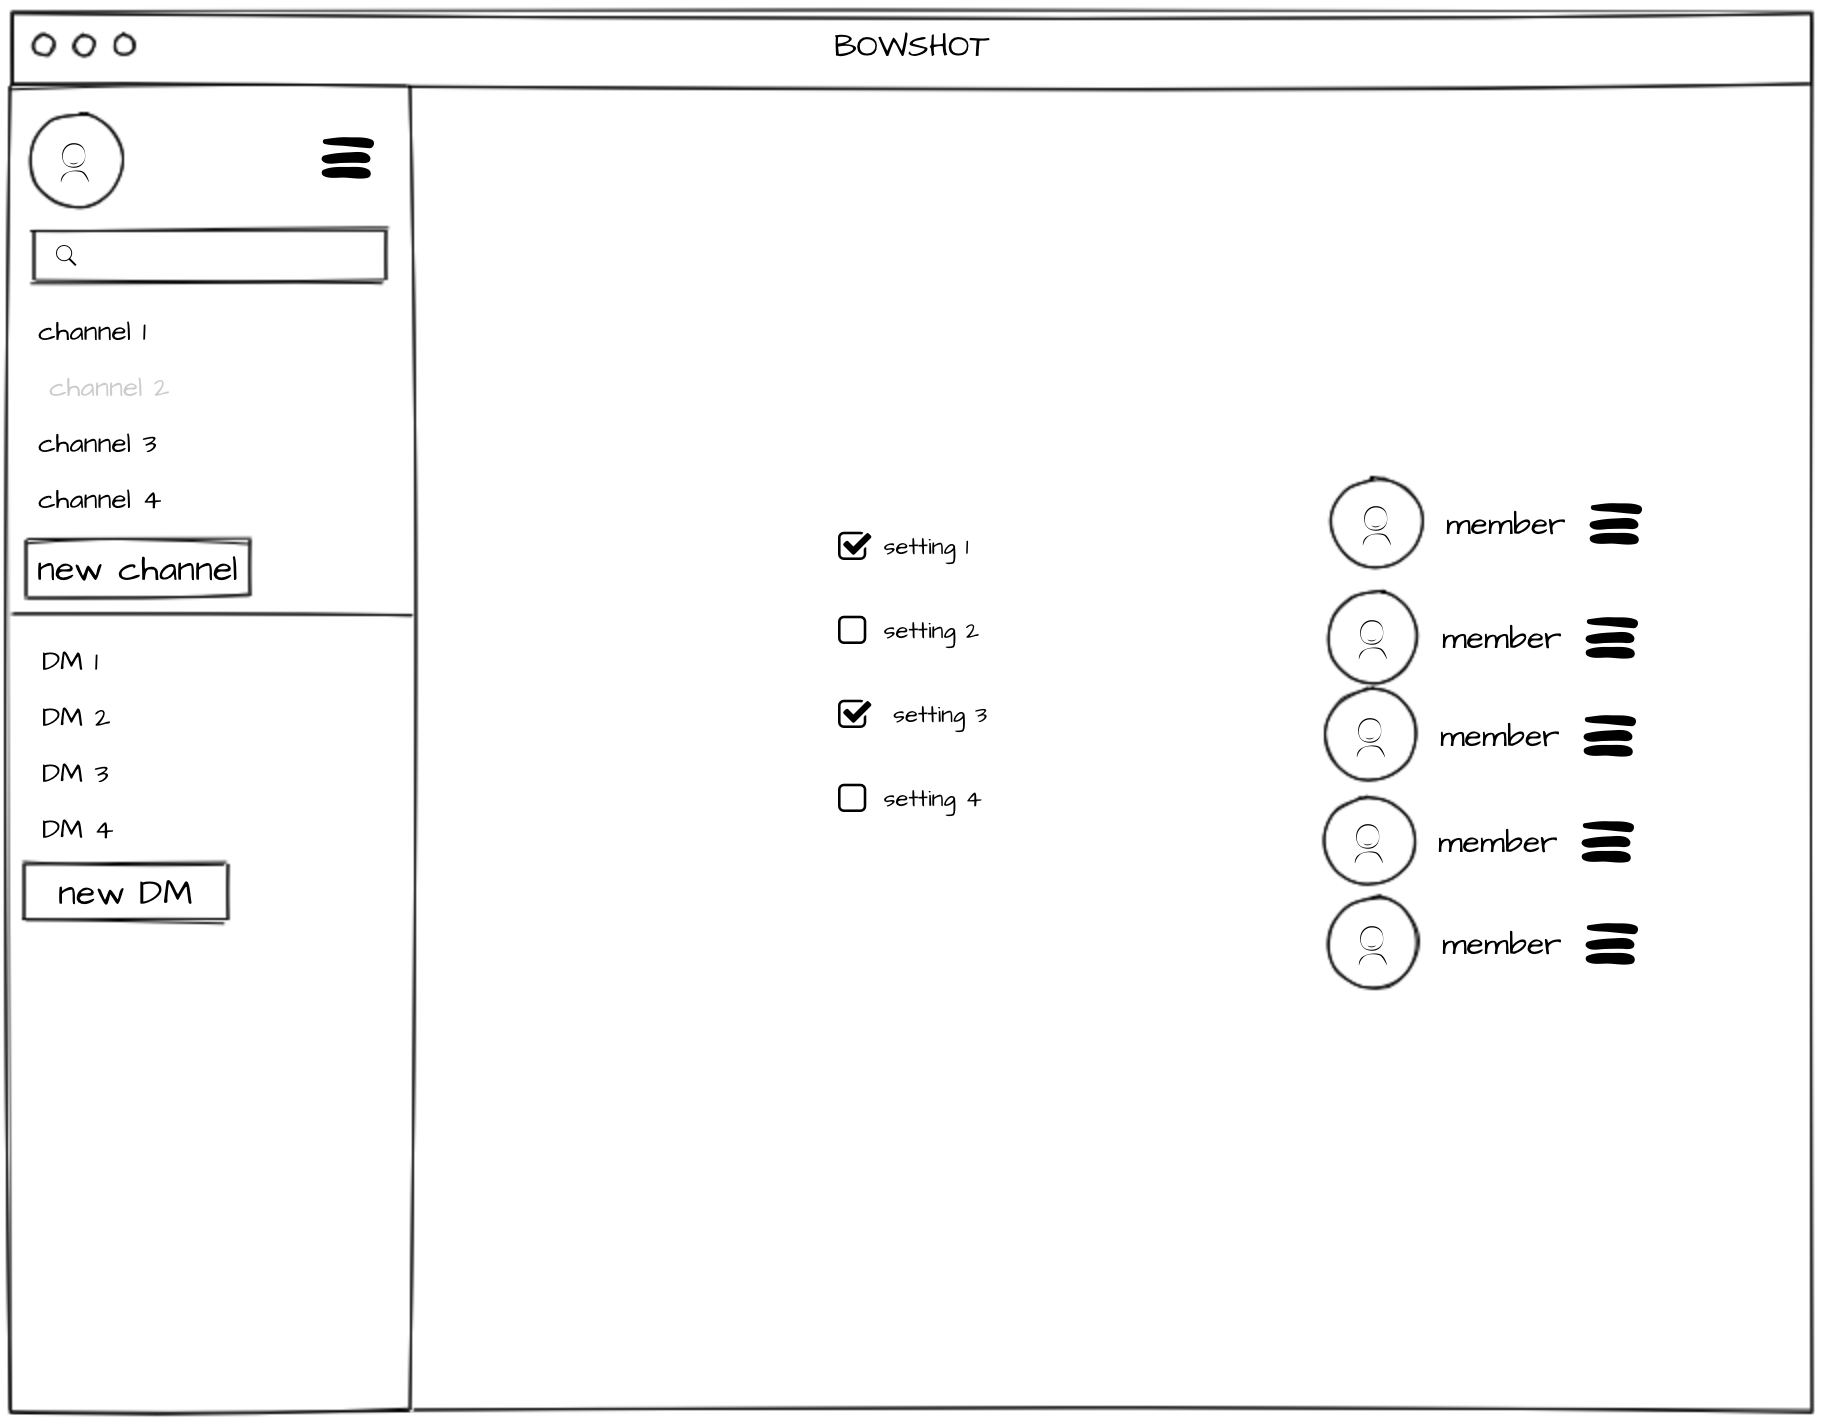 BOWSHOT
channel 1
channel 2
channel 3
channel 4
new channel
DM 1
DM 2
DM 3
DM 4
new DM
setting 1
setting 2
setting 3
setting 4
member
member
member
member
member